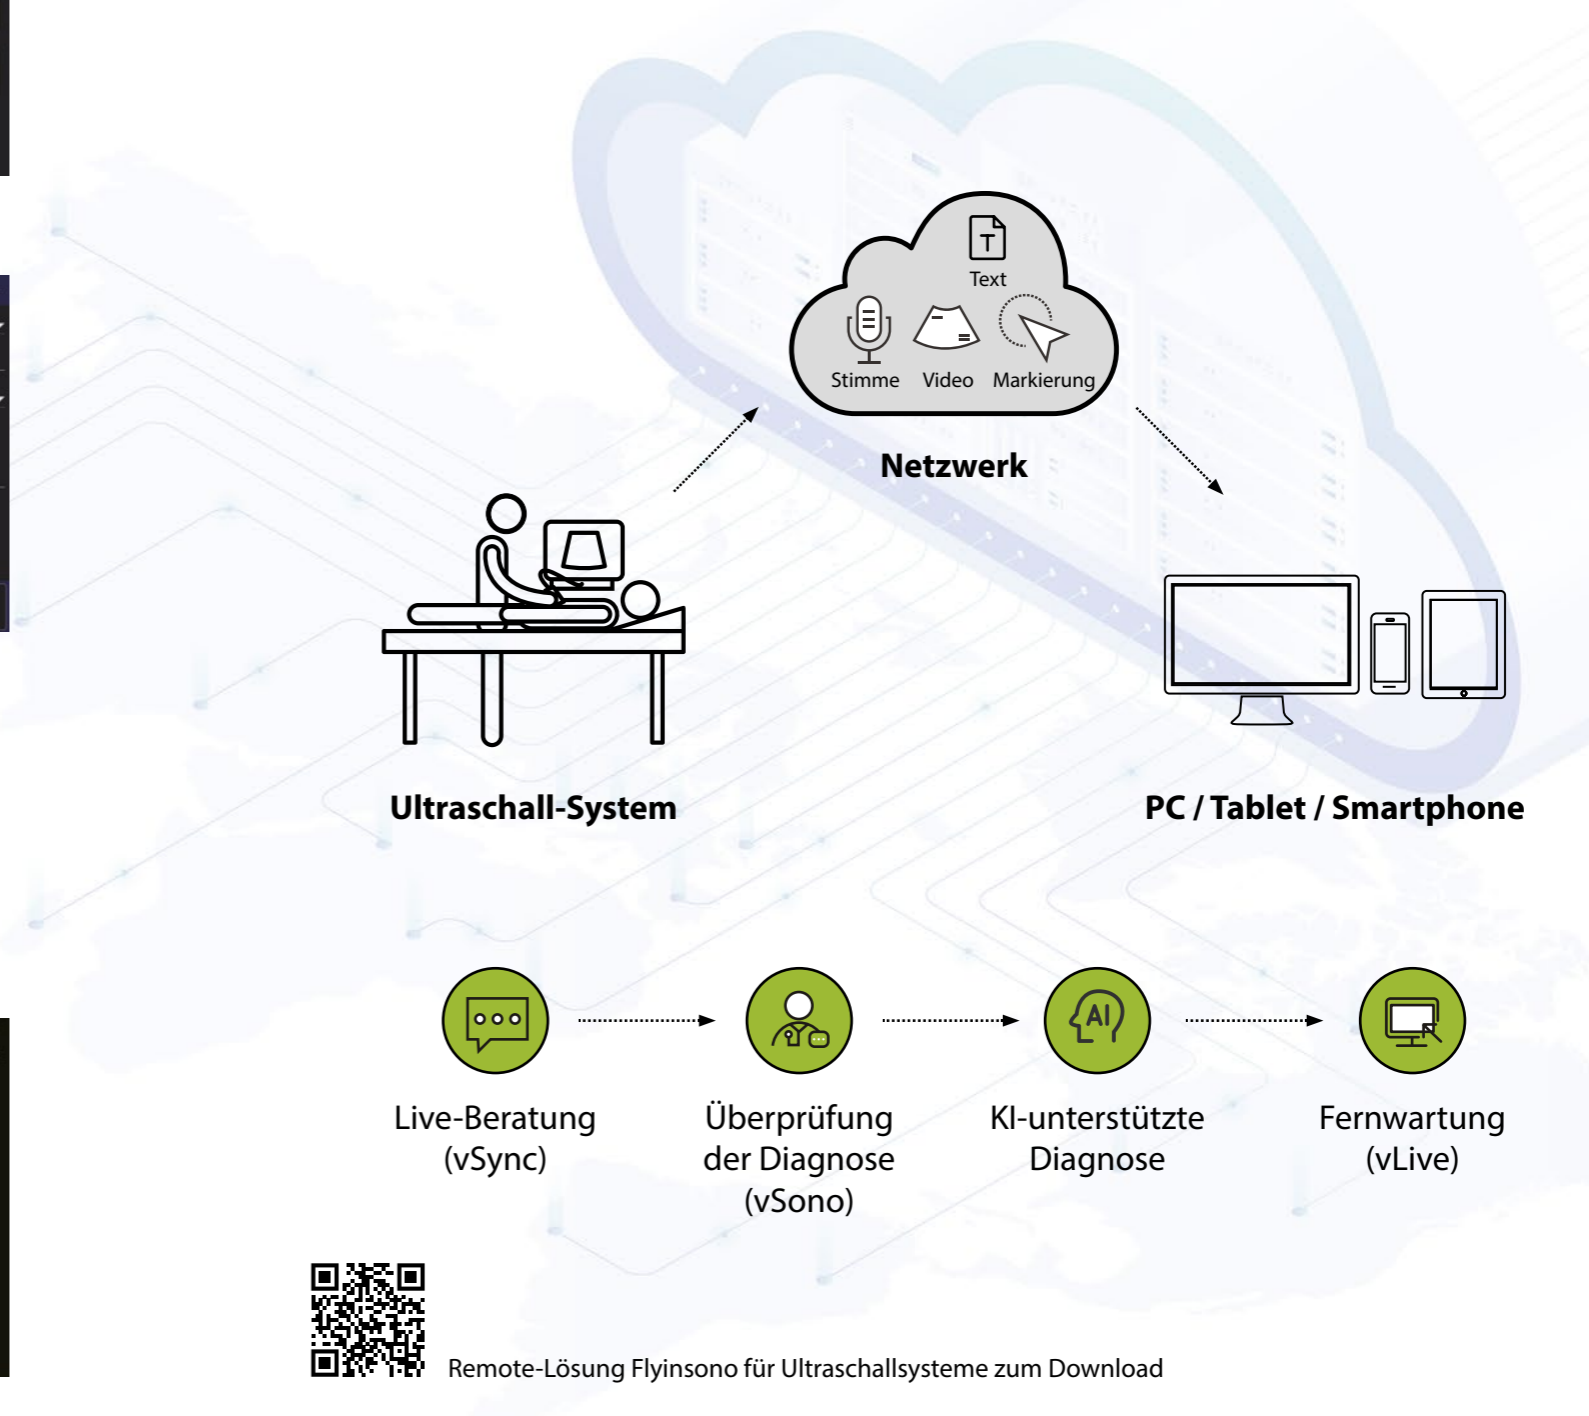 T
Text
Stimme Video Markierung
Netzwerk
Ultraschall-System
PC / Tablet / Smartphone
AI
Live-Beratung
(vSync)
Überprüfung
der Diagnose
(vSono)
KI-unterstützte
Diagnose
Fernwartung
(vLive)
Remote-Lösung Flyinsono für Ultraschallsysteme zum Download